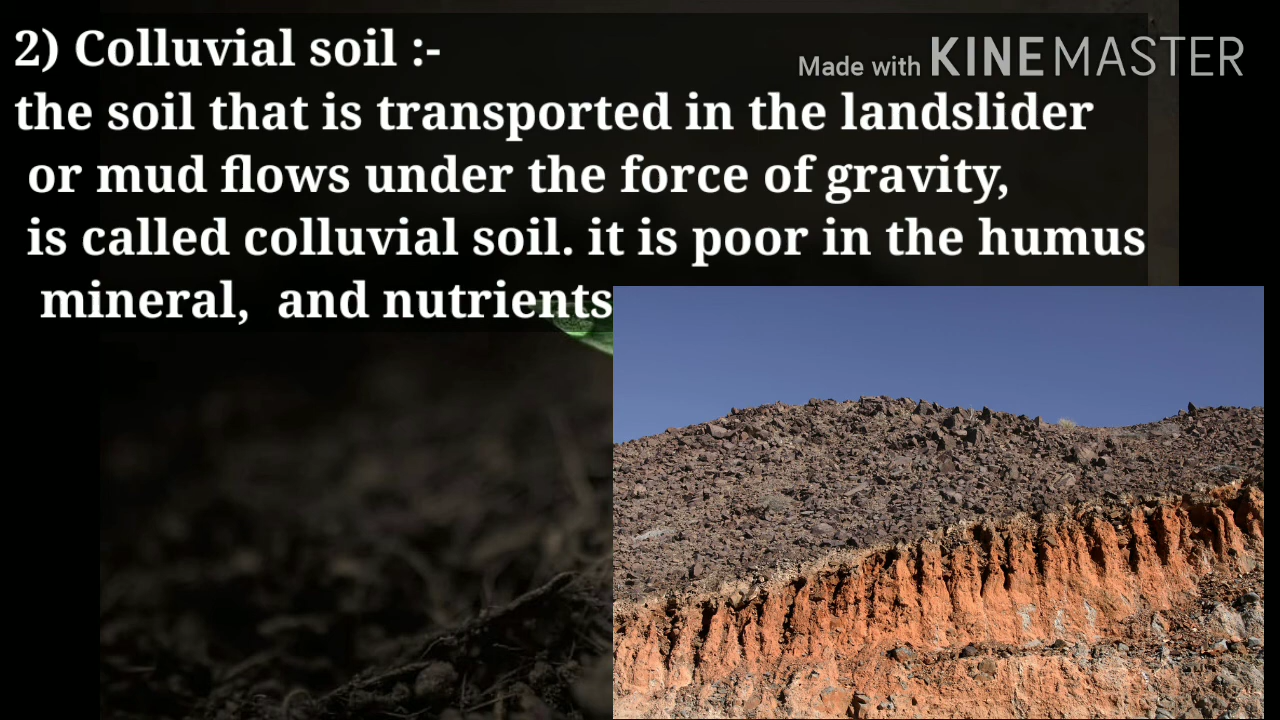 2) Colluvial soil :-
Made with KINEMASTER
the soil that is transported in the landslider
or mud flows under the force of gravity,
is called colluvial soil. it is poor in the humus
mineral, and nutrients